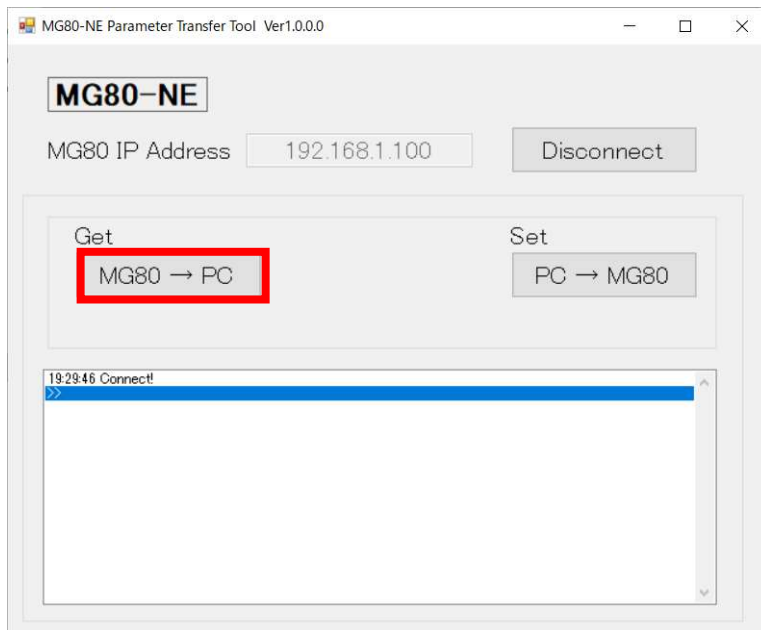 MG80-NE Parameter Transfer Tool Ver1.0.0.0
MG80-NE
MG80 IP Address 192.168.1.100 Disconnect
Get Set
MG80 → PC PC → MG80
19:29:46 Connect!
>>